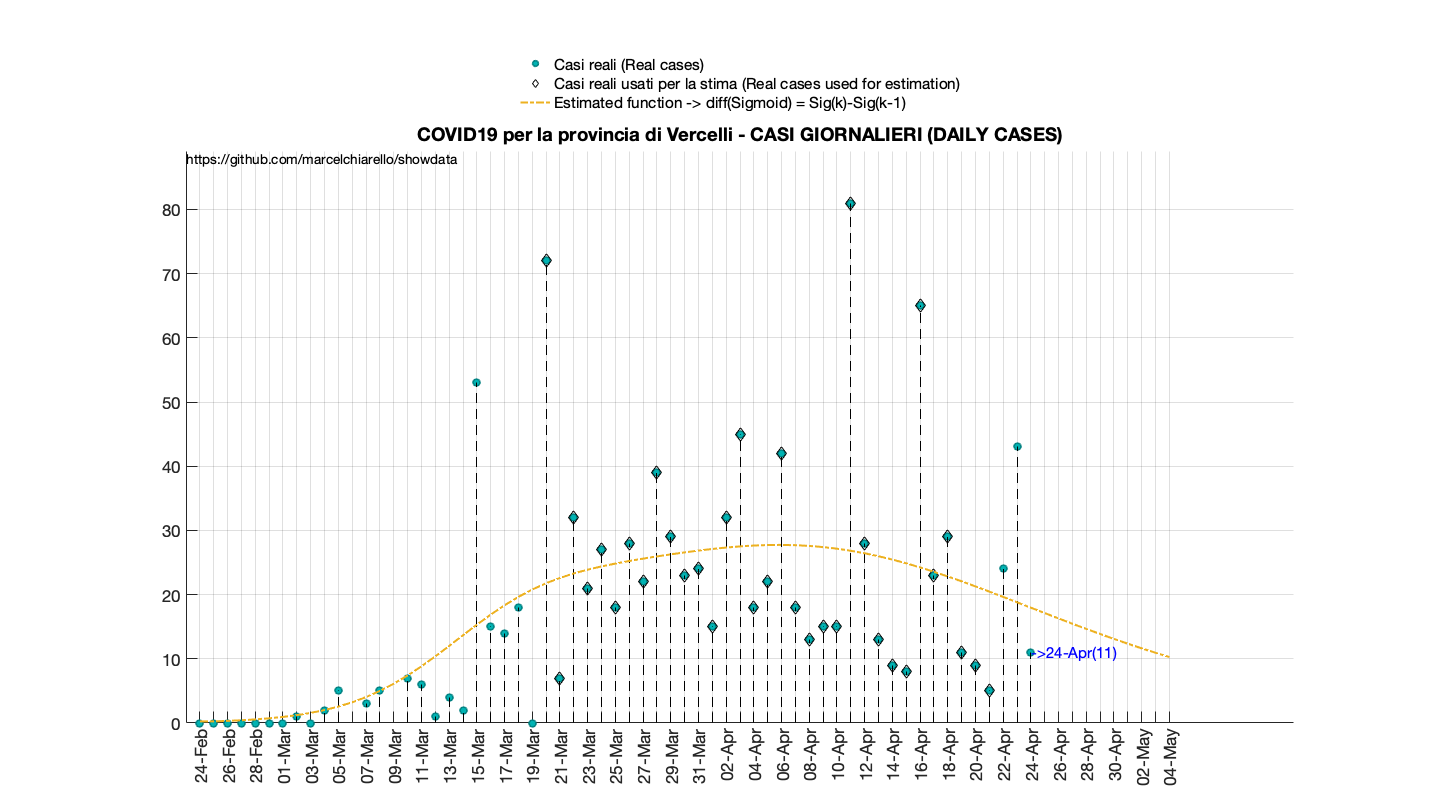 Casi reali (Real cases)
Casi reali usati per la stima (Real cases used for estimation)
Estimated function -> diff(Sigmoid) = Sig(k)-Sig(k-1)
COVID19 per la provincia di Vercelli - CASI GIORNALIERI (DAILY CASES)
https://github.com/marcelchiarello/showdata
80
70
60
50
40
30
20
10
0
->24-Apr(11)
24-Feb
26-Feb
28-Feb
01-Mar
03-Mar
05-Mar
07-Mar
09-Mar
11-Mar
13-Mar
15-Mar
17-Mar
19-Mar
21-Mar
23-Mar
25-Mar
27-Mar
29-Mar
31-Mar
02-Apr
04-Apr
06-Apr
08-Apr
10-Apr
12-Apr
14-Apr
16-Apr
18-Apr
20-Apr
22-Apr
24-Apr
26-Apr
28-Apr
30-Apr
02-May
04-May